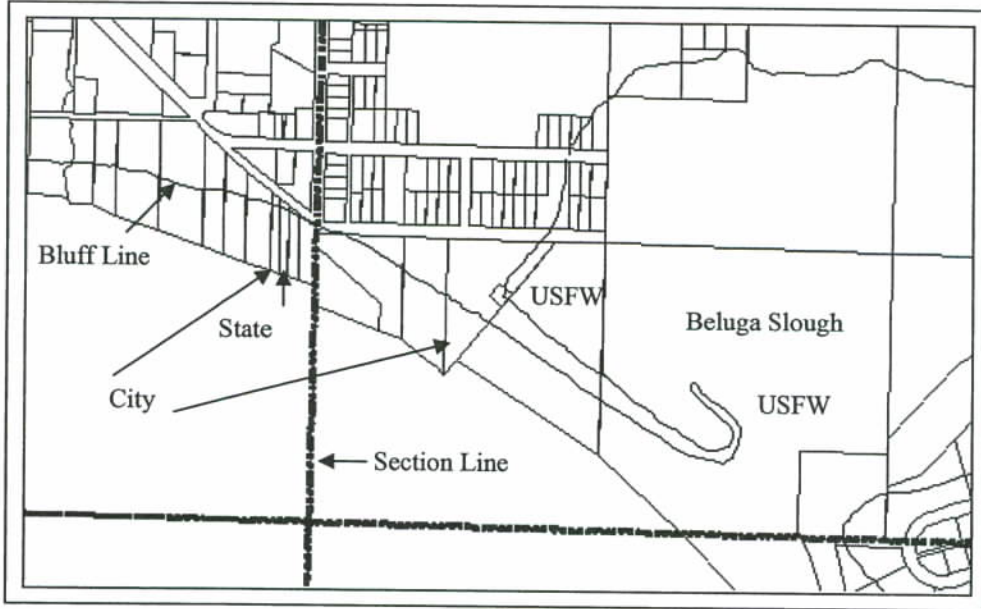 Bluff Line
USFW
Beluga Slough
State
City
USFW
Section Line